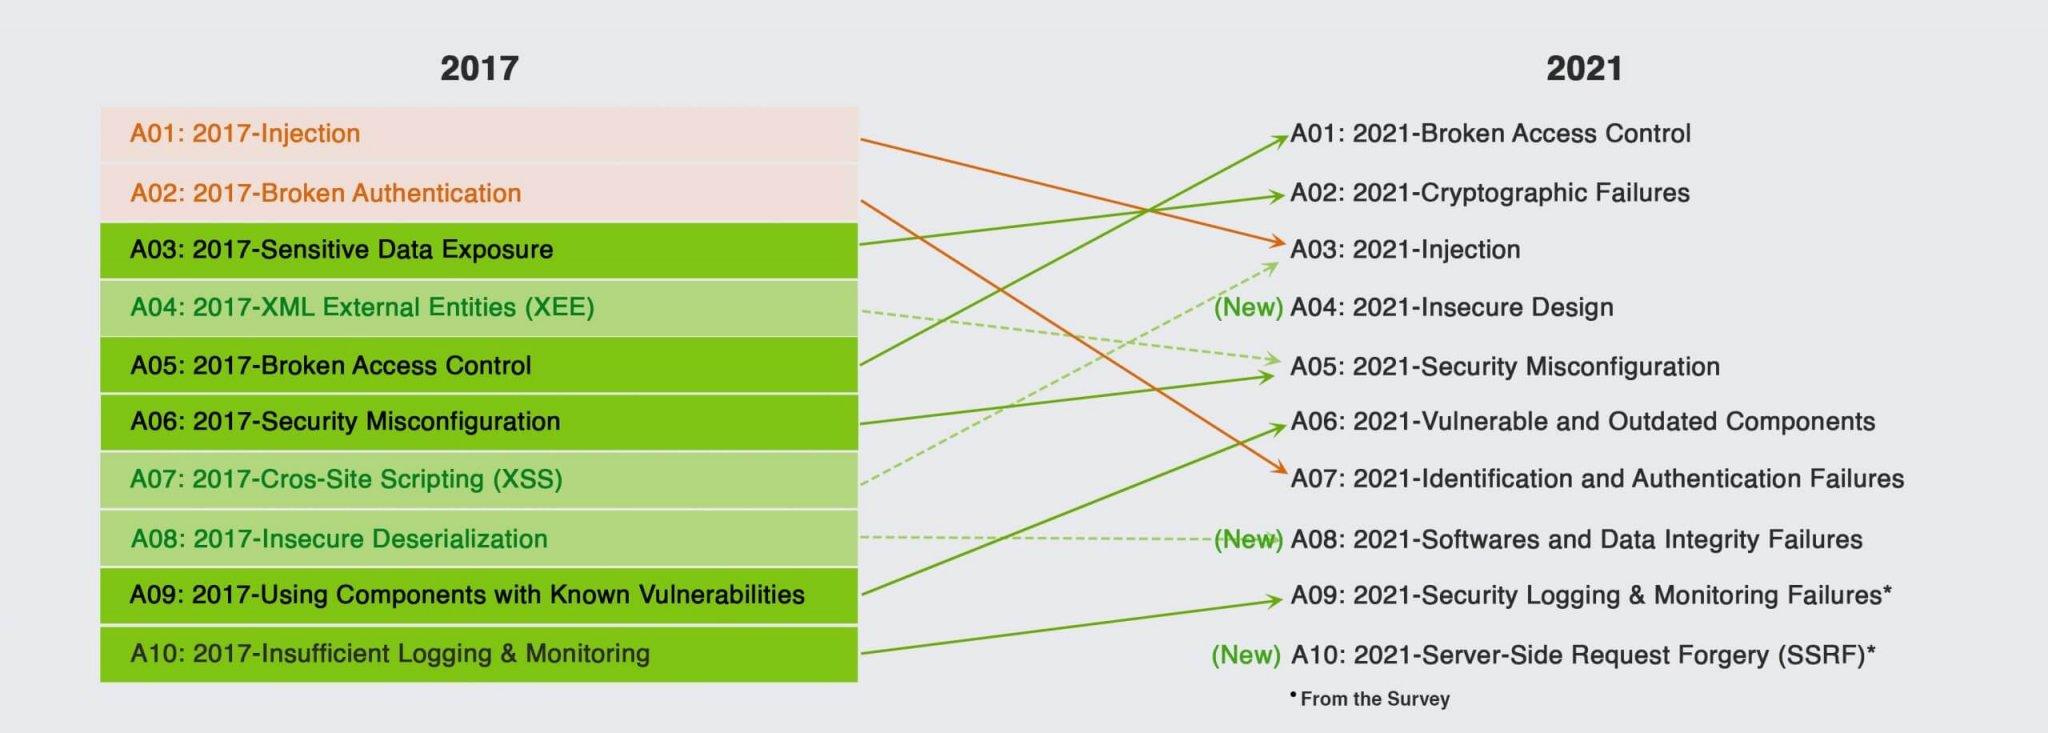 2017
A01: 2017-Injection
A02: 2017-Broken Authentication
A03: 2017-Sensitive Data Exposure
A04: 2017-XML External Entities (XEE)
A05: 2017-Broken Access Control
A06: 2017-Security Misconfiguration
A07: 2017-Cros-Site Scripting (XSS)
A08: 2017-Insecure Deserialization
A09: 2017-Using Components with Known Vulnerabilities
A10: 2017-Insufficient Logging & Monitoring
2021
A01: 2021-Broken Access Control
A02: 2021-Cryptographic Failures
A03: 2021-Injection
(New) A04: 2021-Insecure Design
A05: 2021-Security Misconfiguration
A06: 2021-Vulnerable and Outdated Components
A07: 2021-Identification and Authentication Failures
(New) A08: 2021-Softwares and Data Integrity Failures
A09: 2021-Security Logging & Monitoring Failures*
(New) A10: 2021-Server-Side Request Forgery (SSRF)*
* From the Survey